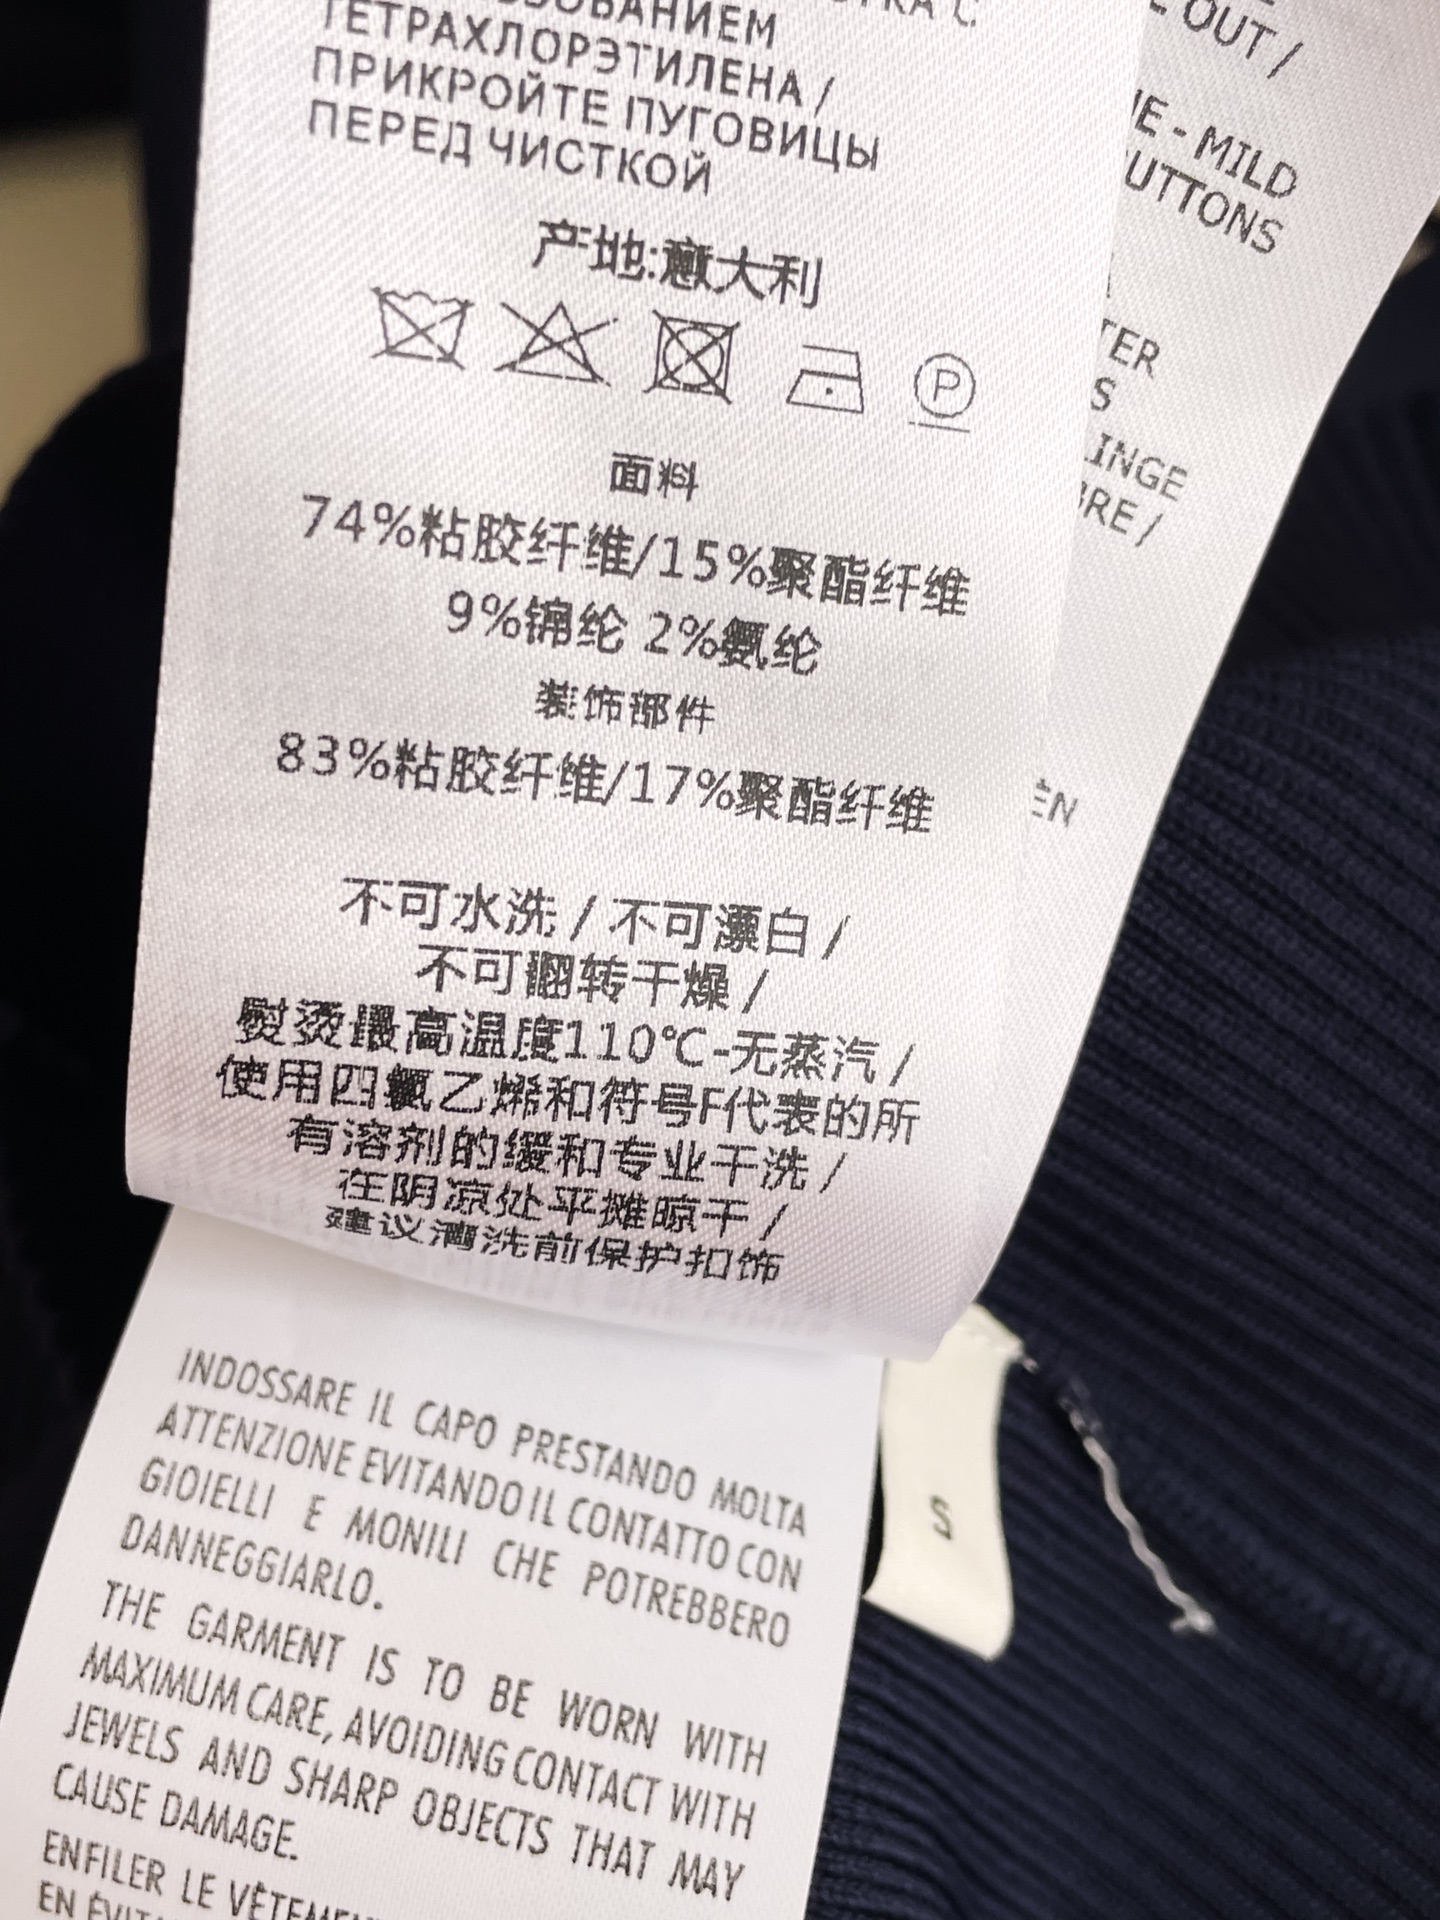 ТЕТРАХЛОРЭТИЛЕНА /
ПРИКРОЙТЕ ПУГОВИЦЫ
ПЕРЕД ЧИСТКОЙ
产地:意大利
P
面料
74%粘胶纤维/15%聚酯纤维
9%锦纶 2%氨纶
装饰部件
83%粘胶纤维/17%聚酯纤维
不可水洗 / 不可漂白 /
不可翻转干燥 /
熨烫最高温度110℃-无蒸汽 /
使用四氯乙烯和符号F代表的所
有溶剂的缓和专业干洗 /
在阴凉处平摊晾干 /
建议清洗前保护扣饰
OUT /
- MILD
S
INDOSSARE IL CAPO PRESTANDO MOLTA
ATTENZIONE EVITANDO IL CONTATTO CON
GIOIELLI E MONILI CHE POTREBBERO
DANNEGGIARLO.
THE GARMENT IS TO BE WORN WITH
MAXIMUM CARE, AVOIDING CONTACT WITH
JEWELS AND SHARP OBJECTS THAT MAY
CAUSE DAMAGE.
ENFILER LE
EN